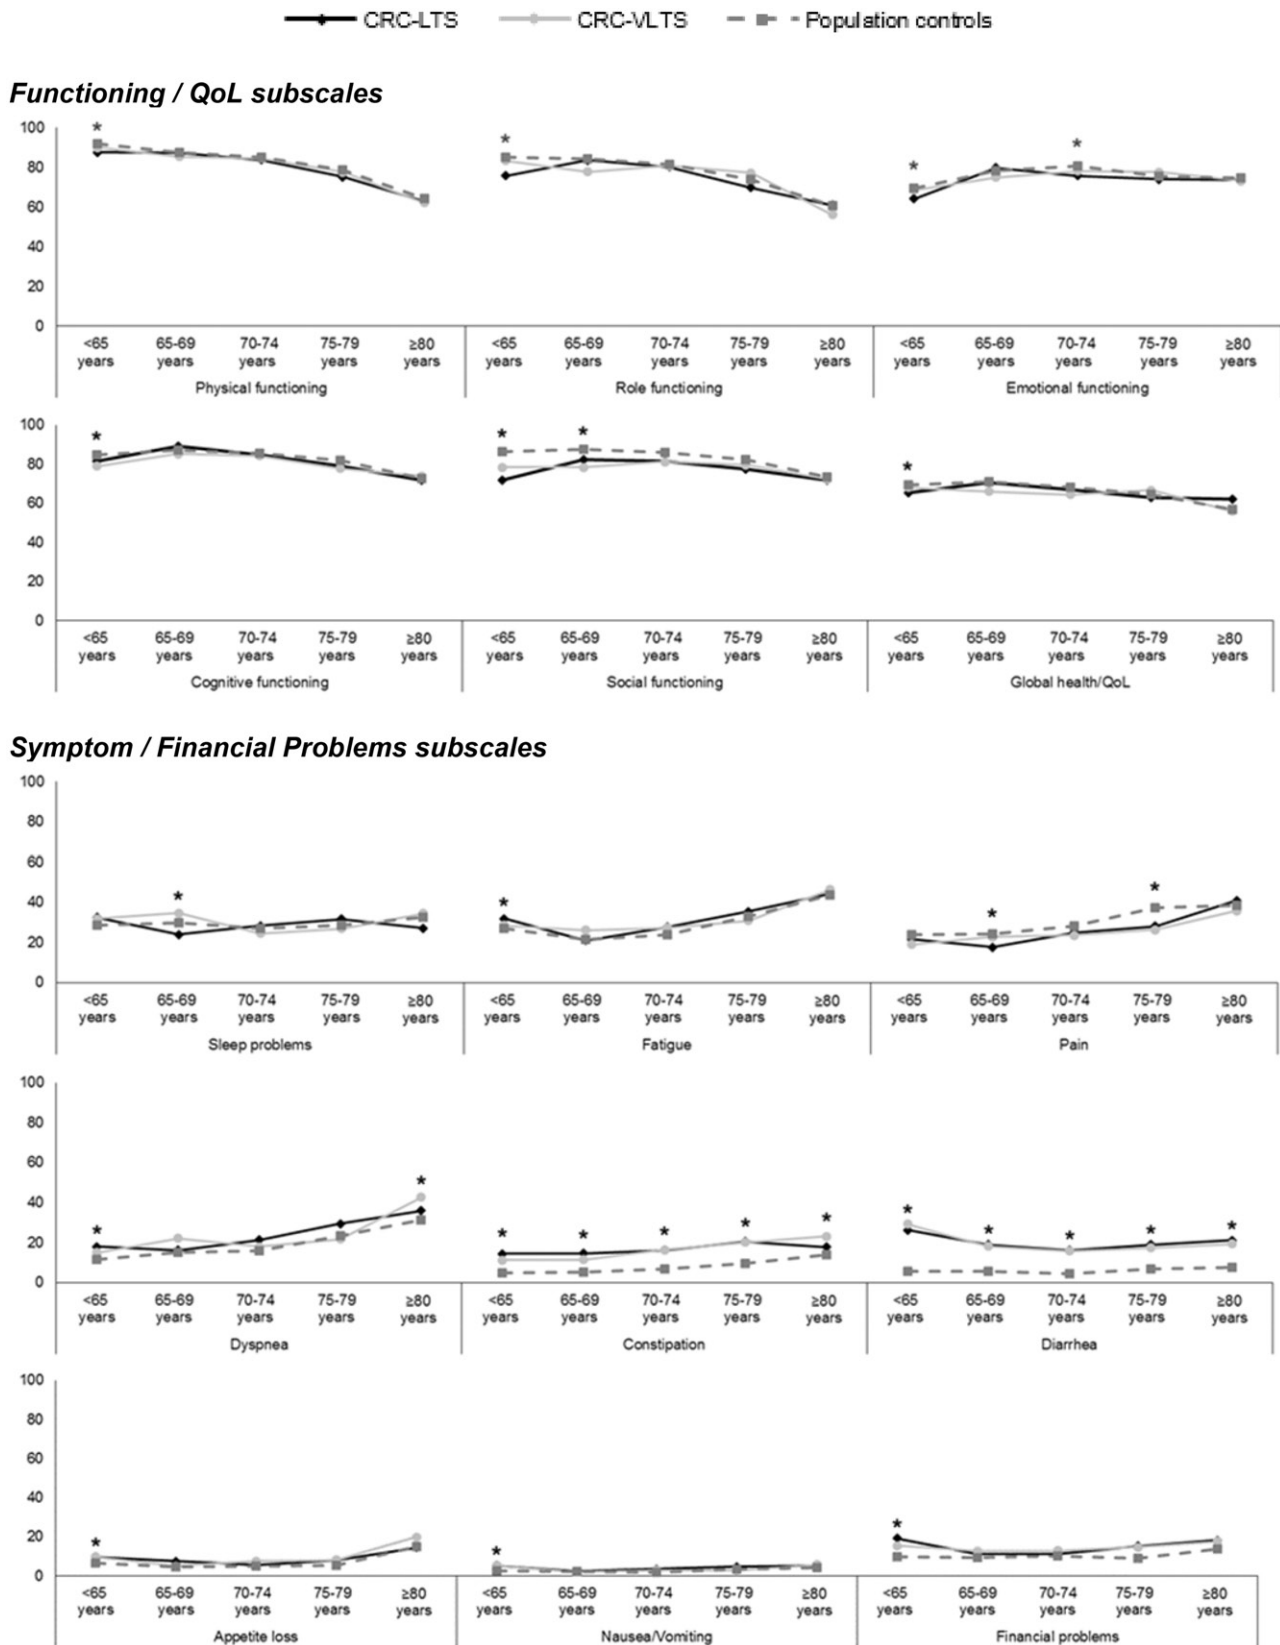 CRC-LTS CRC-VLTS Population controls
Functioning / QoL subscales
* * * *
100
80
60
40
20
0
<65 65-69 70-74 75-79 ≥80 <65 65-69 70-74 75-79 ≥80 <65 65-69 70-74 75-79 ≥80
years years years years years years years years years years years years years years years
Physical functioning Role functioning Emotional functioning
* * * *
100
80
60
40
20
0
<65 65-69 70-74 75-79 ≥80 <65 65-69 70-74 75-79 ≥80 <65 65-69 70-74 75-79 ≥80
years years years years years years years years years years years years years years years
Cognitive functioning Social functioning Global health/QoL
Symptom / Financial Problems subscales
100
80
60
40
20
0
* * * *
<65 65-69 70-74 75-79 ≥80 <65 65-69 70-74 75-79 ≥80 <65 65-69 70-74 75-79 ≥80
years years years years years years years years years years years years years years years
Sleep problems Fatigue Pain
100
80
60
40
20
0
* * * * * * * * * * * *
<65 65-69 70-74 75-79 ≥80 <65 65-69 70-74 75-79 ≥80 <65 65-69 70-74 75-79 ≥80
years years years years years years years years years years years years years years years
Dyspnea Constipation Diarrhea
100
80
60
40
20
0
* * *
<65 65-69 70-74 75-79 ≥80 <65 65-69 70-74 75-79 ≥80 <65 65-69 70-74 75-79 ≥80
years years years years years years years years years years years years years years years
Appetite loss Nausea/Vomiting Financial problems